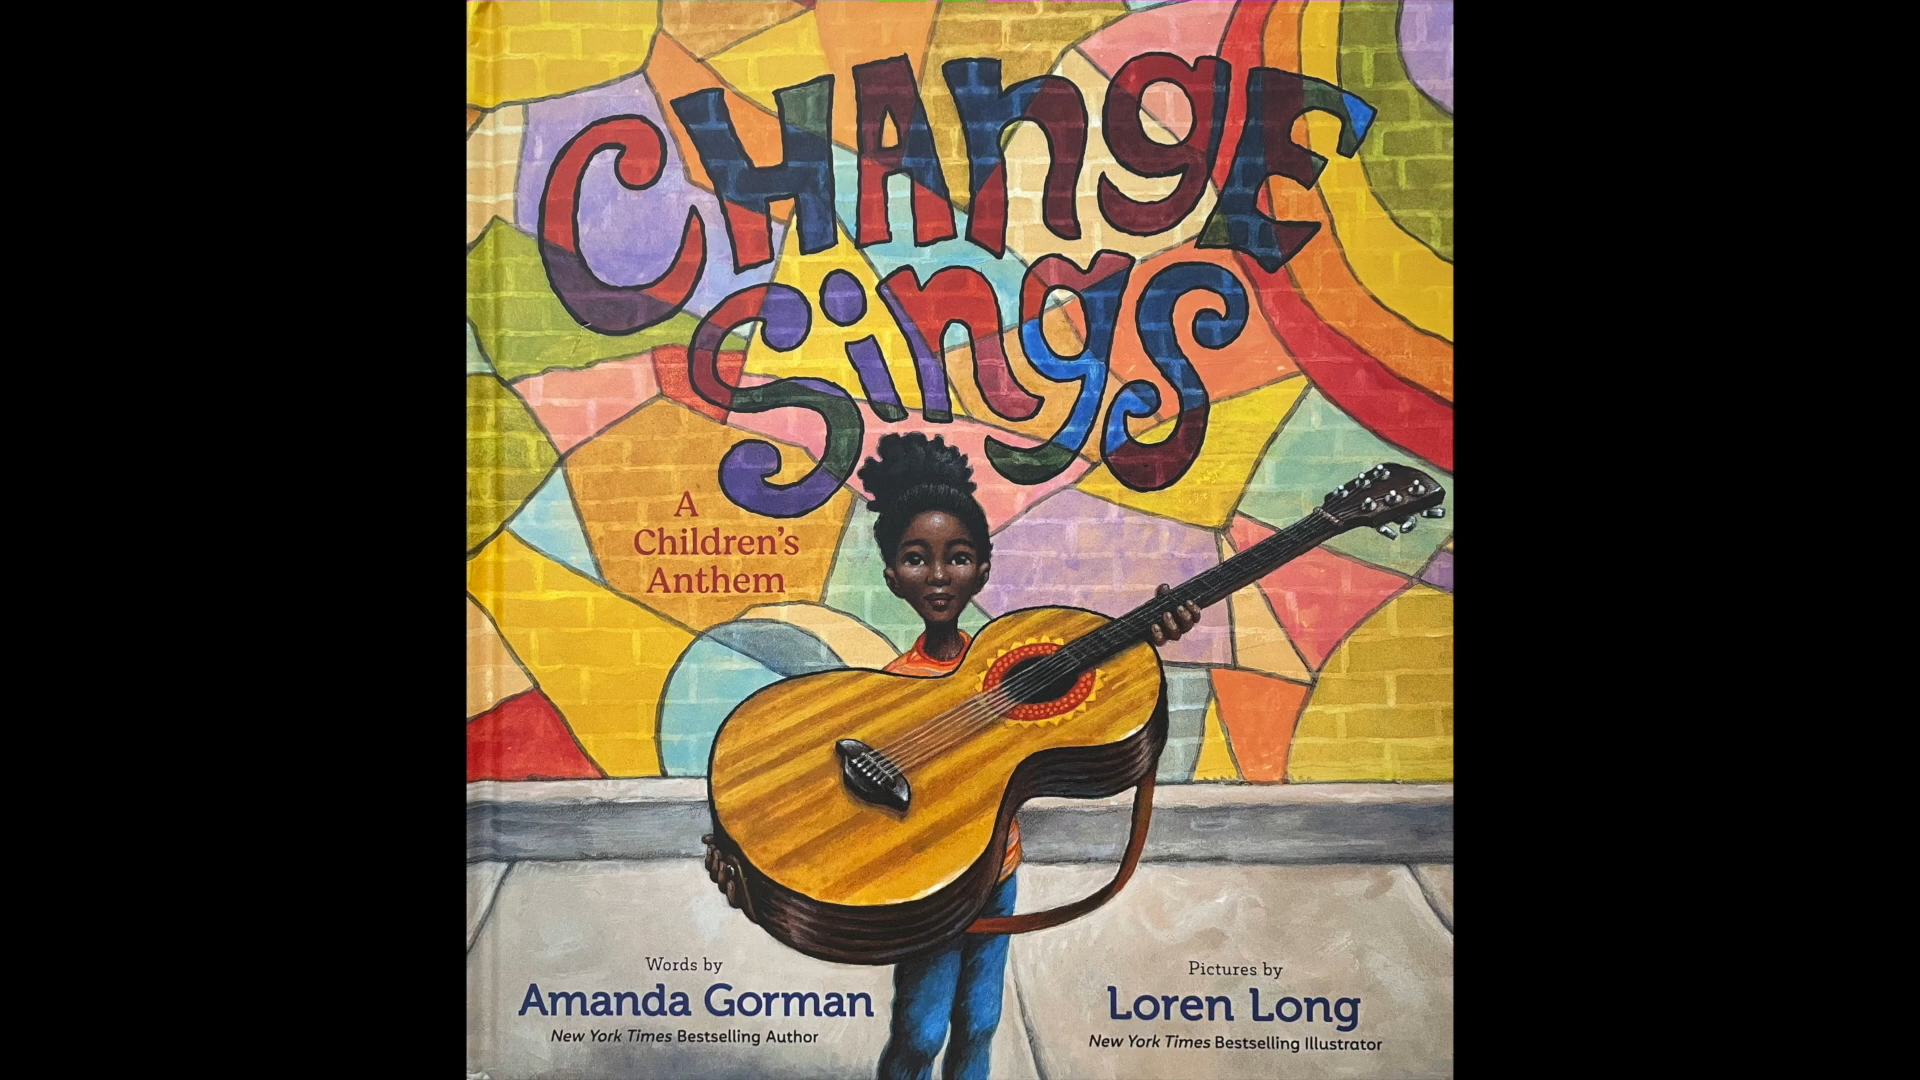 CHAngE
Sings
A
Children's
Anthem
Words by
Amanda Gorman
New York Times Bestselling Author
Pictures by
Loren Long
New York Times Bestselling Illustrator